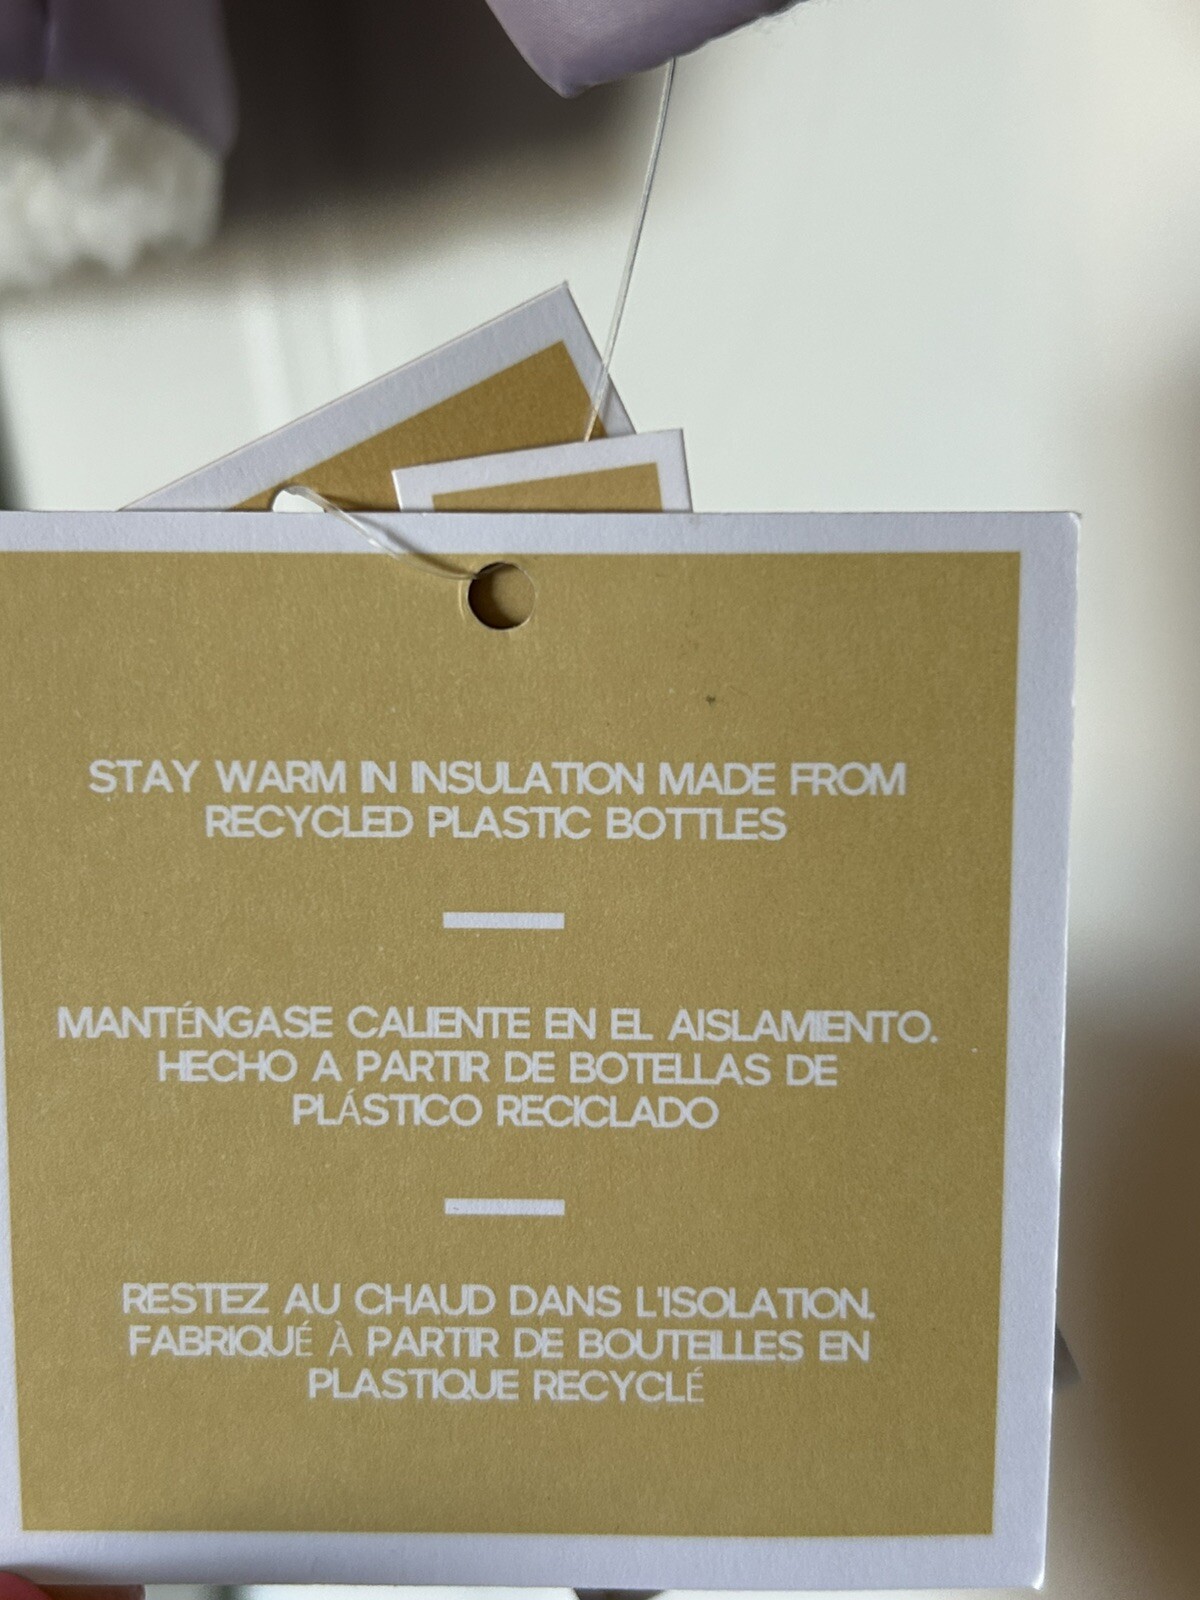 STAY WARM IN INSULATION MADE FROM
RECYCLED PLASTIC BOTTLES
MANTÉNGASE CALIENTE EN EL AISLAMIENTO.
HECHO A PARTIR DE BOTELLAS DE
PLÁSTICO RECICLADO
RESTEZ AU CHAUD DANS L'ISOLATION.
FABRIQUÉ À PARTIR DE BOUTEILLES EN
PLASTIQUE RECYCLÉ